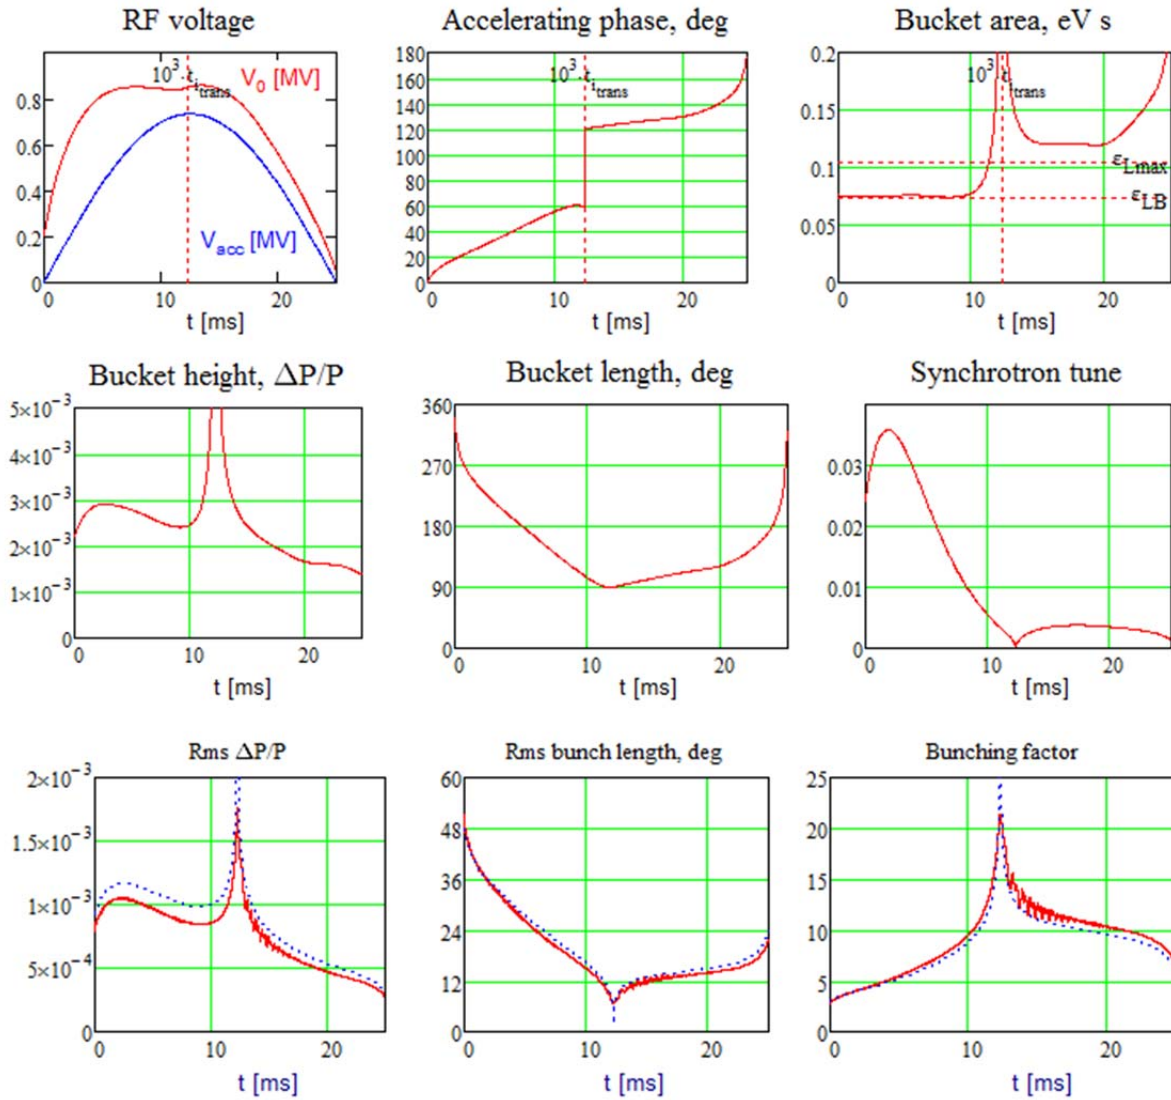 RF voltage
10³·t_i_trans V₀ [MV]
0.8
0.6
0.4
0.2
0
V_acc [MV]
0 10 20
t [ms]
Accelerating phase, deg
10³·t_i_trans
180
160
140
120
100
80
60
40
20
0
0 10 20
t [ms]
Bucket area, eV s
10³·t_i_trans
0.2
0.15
0.1
0.05
0
ε_Lmax
ε_LB
0 10 20
t [ms]
Bucket height, ΔP/P
5×10⁻³
4×10⁻³
3×10⁻³
2×10⁻³
1×10⁻³
0
0 10 20
t [ms]
Bucket length, deg
360
270
180
90
0
0 10 20
t [ms]
Synchrotron tune
0.03
0.02
0.01
0
0 10 20
t [ms]
Rms ΔP/P
2×10⁻³
1.5×10⁻³
1×10⁻³
5×10⁻⁴
0
0 10 20
t [ms]
Rms bunch length, deg
60
48
36
24
12
0
0 10 20
t [ms]
Bunching factor
25
20
15
10
5
0
0 10 20
t [ms]